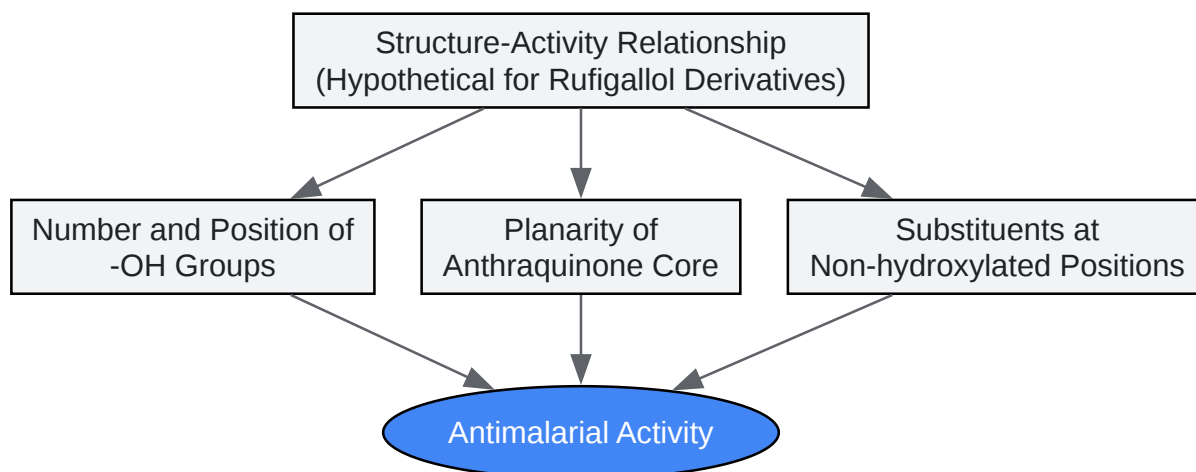 Structure-Activity Relationship
(Hypothetical for Rufigallol Derivatives)
Number and Position of
-OH Groups
Planarity of
Anthraquinone Core
Substituents at
Non-hydroxylated Positions
Antimalarial Activity